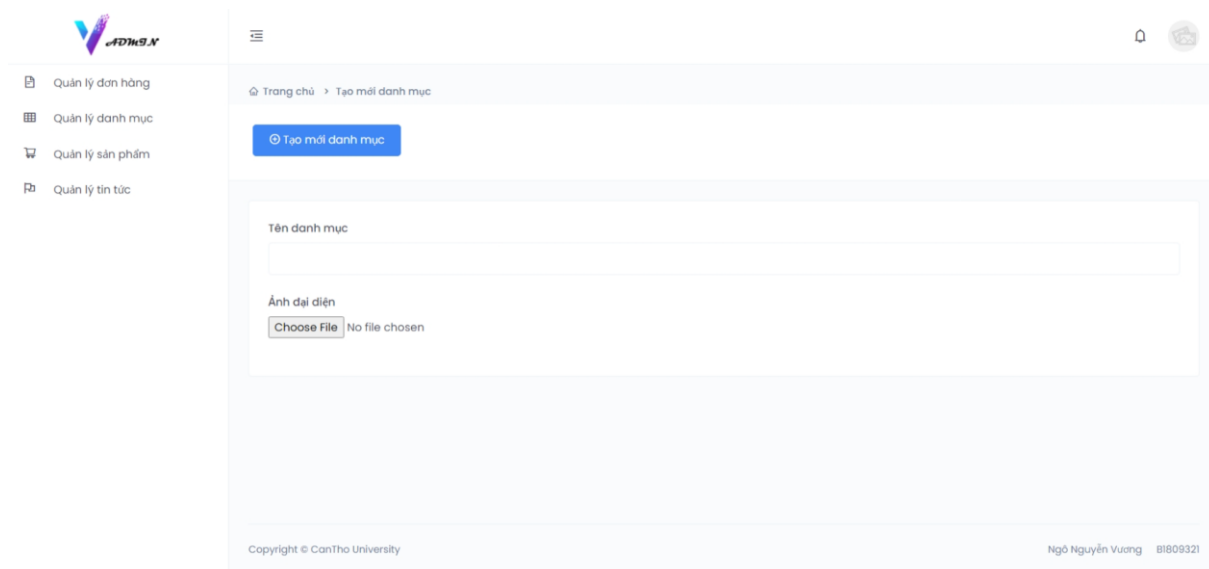 ADMIN
Quản lý đơn hàng
Quản lý danh mục
Quản lý sản phẩm
Quản lý tin tức
Trang chủ > Tạo mới danh mục
Tạo mới danh mục
Tên danh mục
Ảnh đại diện
Choose File No file chosen
Copyright © CanTho University
Ngô Nguyễn Vương B1809321